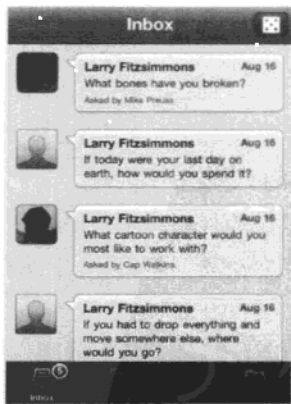 Inbox
Larry Fitzsimmons Aug 16
What bones have you broken?
Asked by Mike Preuss
Larry Fitzsimmons Aug 16
If today were your last day on
earth, how would you spend it?
Larry Fitzsimmons Aug 16
What cartoon character would you
most like to work with?
Asked by Cap Watkins
Larry Fitzsimmons Aug 16
If you had to drop everything and
move somewhere else, where
would you go?
5
Inbox